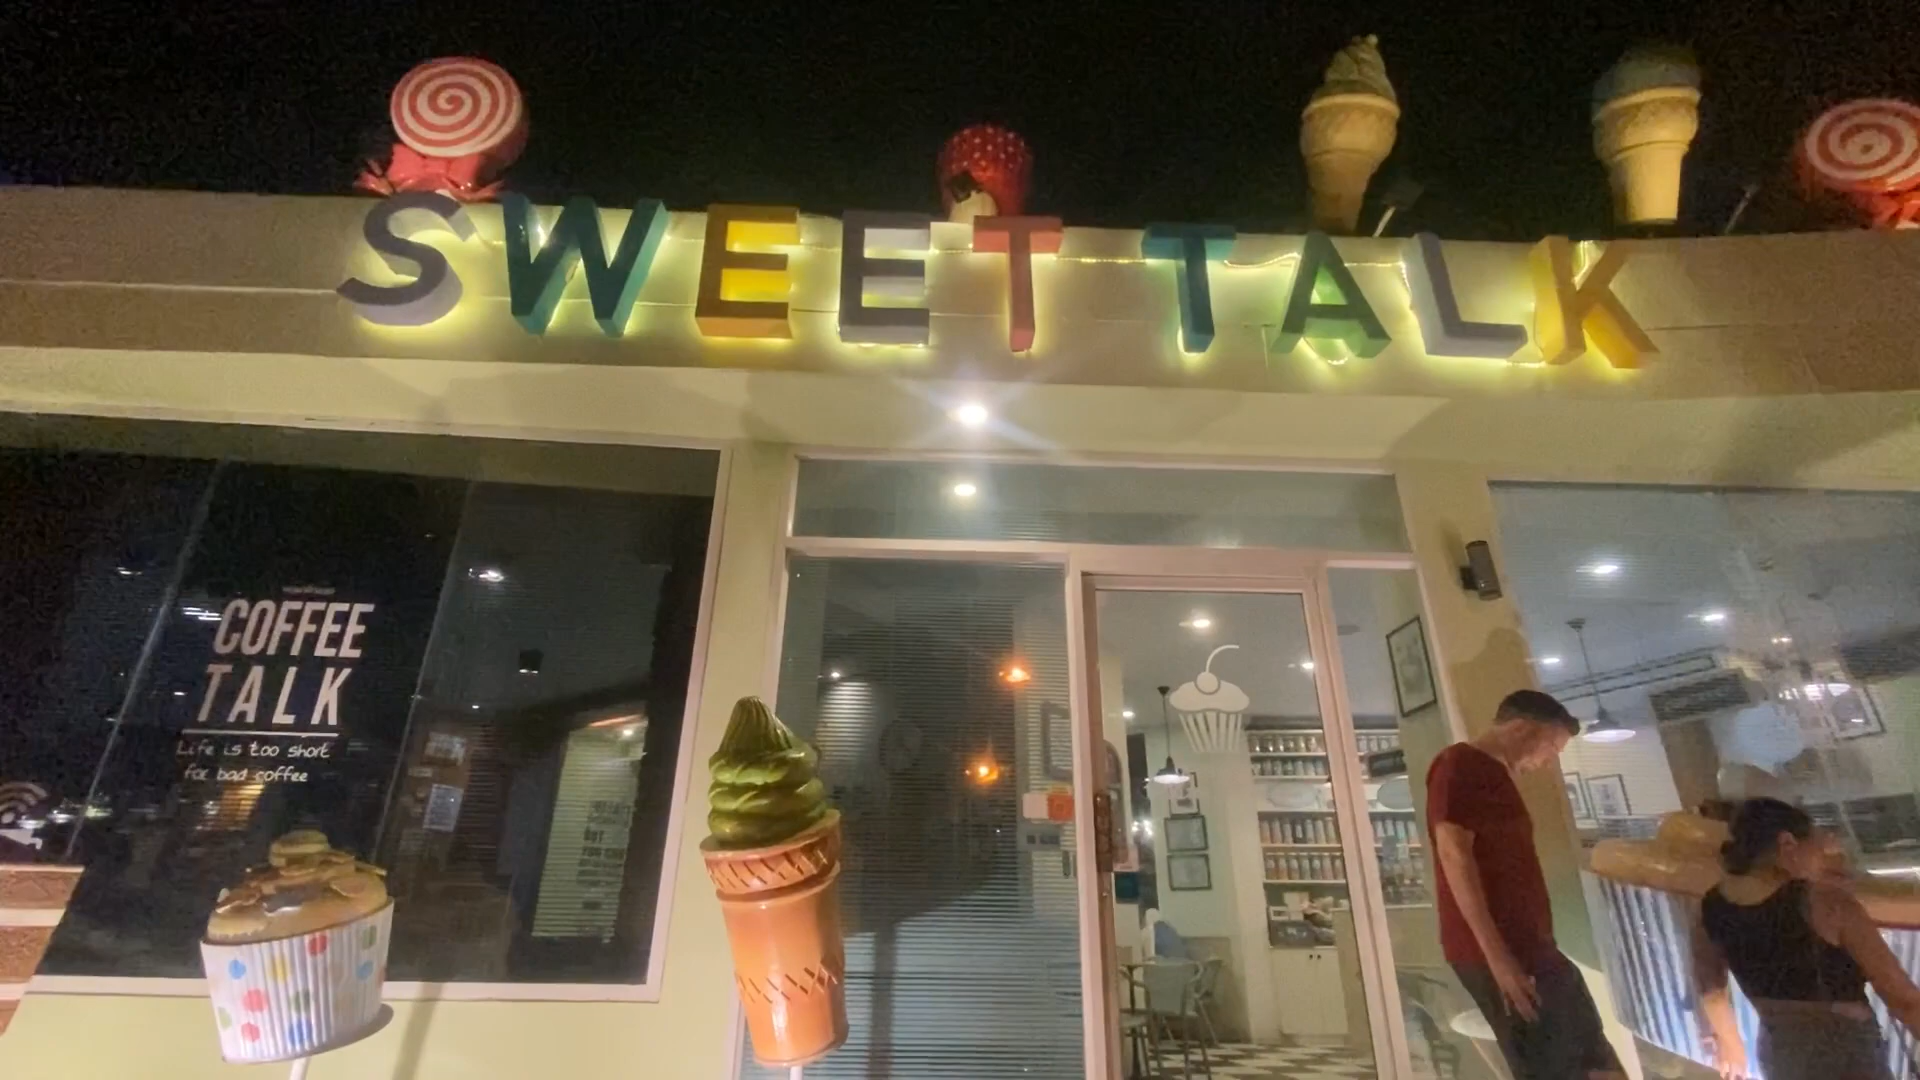 SWEET TALK
COFFEE
TALK
Life is too short
for bad coffee